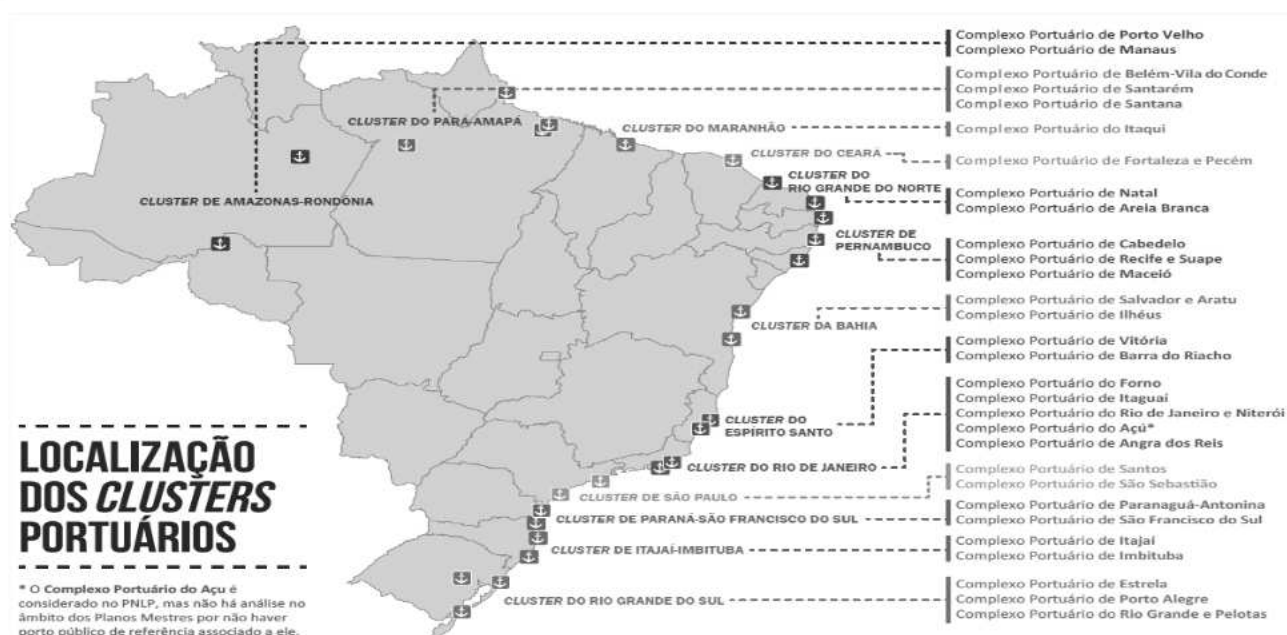 Complexo Portuário de Porto Velho
Complexo Portuário de Manaus
Complexo Portuário de Belém-Vila do Conde
Complexo Portuário de Santarém
Complexo Portuário de Santana
CLUSTER DO PARÁ-AMAPÁ
CLUSTER DO MARANHÃO
Complexo Portuário do Itaqui
CLUSTER DO CEARÁ
Complexo Portuário de Fortaleza e Pecém
CLUSTER DO
RIO GRANDE DO NORTE
Complexo Portuário de Natal
Complexo Portuário de Areia Branca
CLUSTER DE AMAZONAS-RONDÔNIA
CLUSTER DE
PERNAMBUCO
Complexo Portuário de Cabedelo
Complexo Portuário de Recife e Suape
Complexo Portuário de Maceió
CLUSTER DA BAHIA
Complexo Portuário de Salvador e Aratu
Complexo Portuário de Ilhéus
Complexo Portuário de Vitória
Complexo Portuário de Barra do Riacho
CLUSTER DO
ESPÍRITO SANTO
Complexo Portuário do Forno
Complexo Portuário de Itaguaí
Complexo Portuário do Rio de Janeiro e Niterói
Complexo Portuário do Açú*
Complexo Portuário de Angra dos Reis
CLUSTER DO RIO DE JANEIRO
CLUSTER DE SÃO PAULO
Complexo Portuário de Santos
Complexo Portuário de São Sebastião
CLUSTER DE PARANÁ-SÃO FRANCISCO DO SUL
Complexo Portuário de Paranaguá-Antonina
Complexo Portuário de São Francisco do Sul
CLUSTER DE ITAJAÍ-IMBITUBA
Complexo Portuário de Itajaí
Complexo Portuário de Imbituba
CLUSTER DO RIO GRANDE DO SUL
Complexo Portuário de Estrela
Complexo Portuário de Porto Alegre
Complexo Portuário do Rio Grande e Pelotas
LOCALIZAÇÃO
DOS CLUSTERS
PORTUÁRIOS
* O Complexo Portuário do Açu é
considerado no PNLP, mas não há análise no
âmbito dos Planos Mestres por não haver
porto público de referência associado a ele.